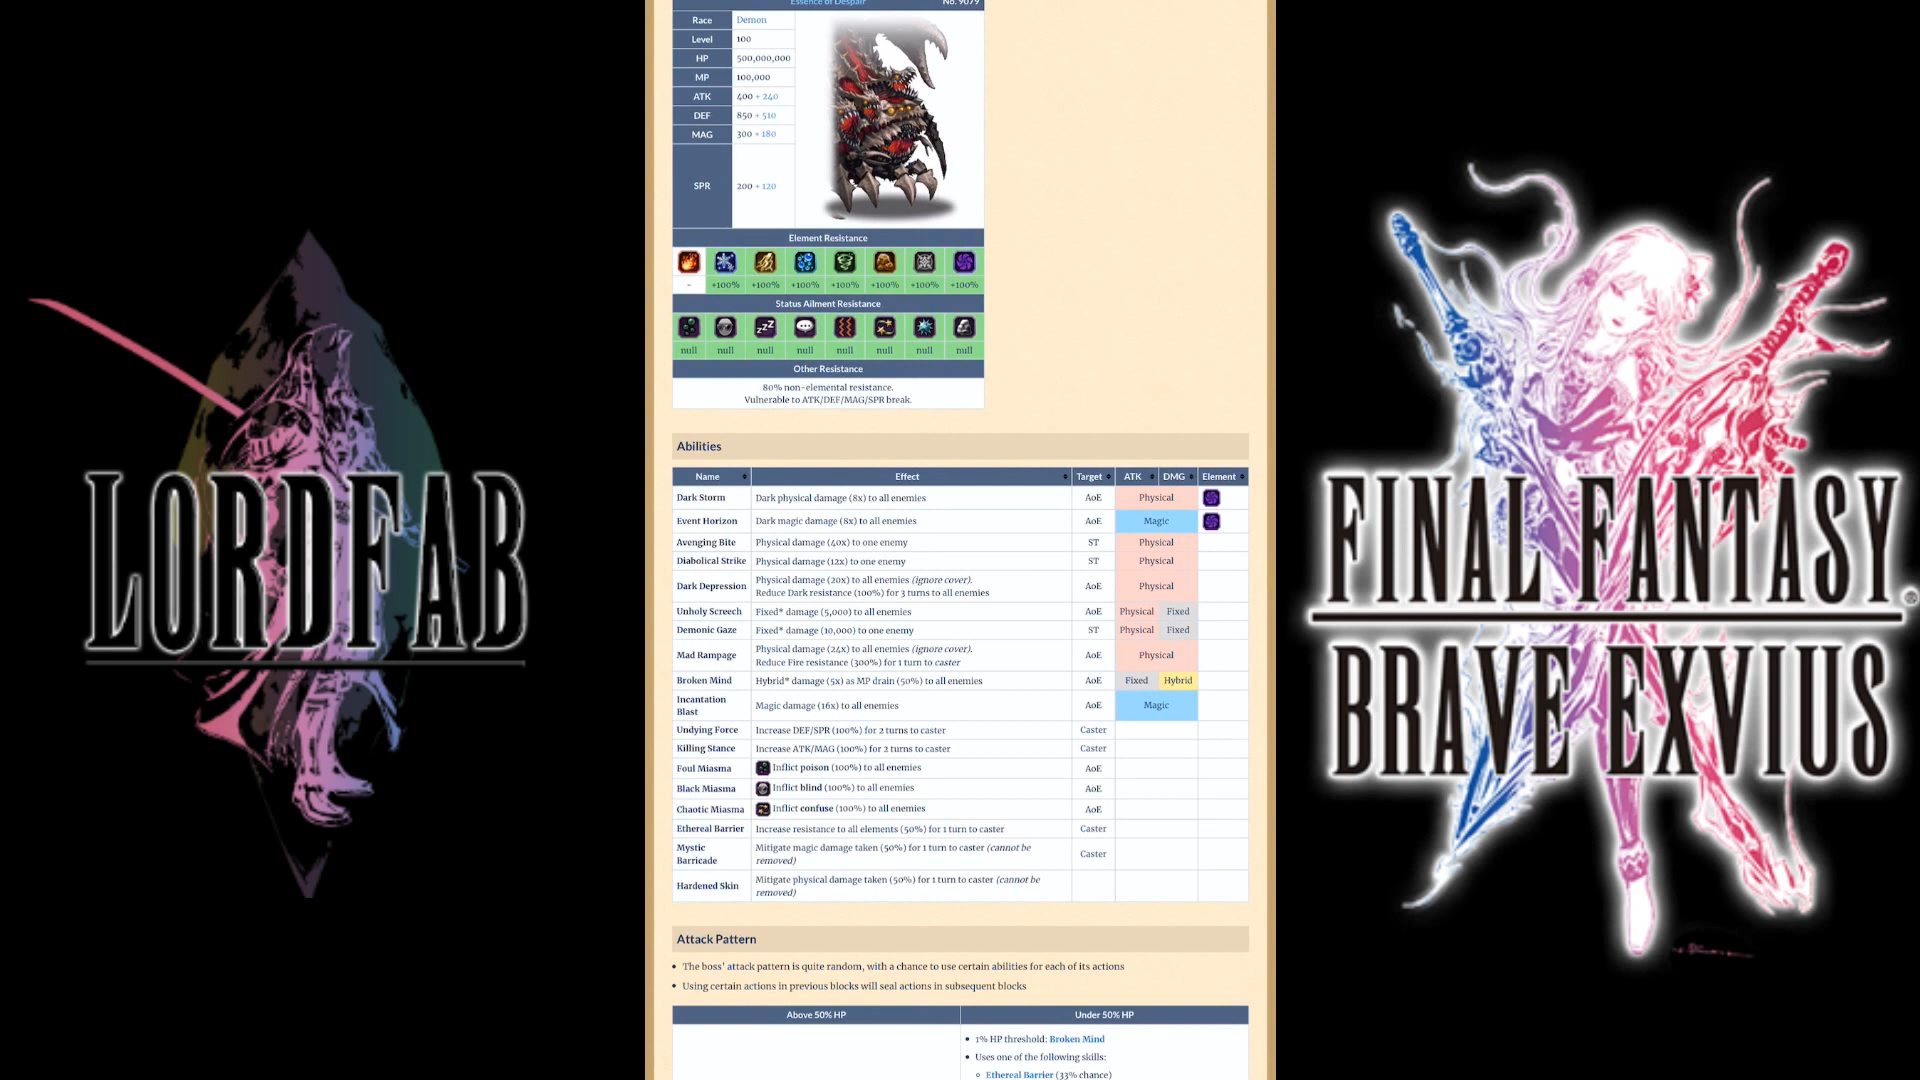 Essence of Despair No. 9079
Race Demon
Level 100
HP 500,000,000
MP 100,000
ATK 400 + 240
DEF 850 + 510
MAG 300 + 180
SPR 200 + 120
Element Resistance
- +100% +100% +100% +100% +100% +100% +100%
Status Ailment Resistance
null null null null null null null null
Other Resistance
80% non-elemental resistance.
Vulnerable to ATK/DEF/MAG/SPR break.
Abilities
Name Effect Target ATK DMG Element
Dark Storm Dark physical damage (8x) to all enemies AoE Physical
Event Horizon Dark magic damage (8x) to all enemies AoE Magic
Avenging Bite Physical damage (40x) to one enemy ST Physical
Diabolical Strike Physical damage (12x) to one enemy ST Physical
Dark Depression Physical damage (20x) to all enemies (ignore cover). AoE Physical
Reduce Dark resistance (100%) for 3 turns to all enemies
Unholy Screech Fixed* damage (5,000) to all enemies AoE Physical Fixed
Demonic Gaze Fixed* damage (10,000) to one enemy ST Physical Fixed
Mad Rampage Physical damage (24x) to all enemies (ignore cover). AoE Physical
Reduce Fire resistance (300%) for 1 turn to caster
Broken Mind Hybrid* damage (5x) as MP drain (50%) to all enemies AoE Fixed Hybrid
Incantation
Blast Magic damage (16x) to all enemies AoE Magic
Undying Force Increase DEF/SPR (100%) for 2 turns to caster Caster
Killing Stance Increase ATK/MAG (100%) for 2 turns to caster Caster
Foul Miasma Inflict poison (100%) to all enemies AoE
Black Miasma Inflict blind (100%) to all enemies AoE
Chaotic Miasma Inflict confuse (100%) to all enemies AoE
Ethereal Barrier Increase resistance to all elements (50%) for 1 turn to caster Caster
Mystic
Barricade Mitigate magic damage taken (50%) for 1 turn to caster (cannot be
removed) Caster
Hardened Skin Mitigate physical damage taken (50%) for 1 turn to caster (cannot be
removed)
Attack Pattern
• The boss' attack pattern is quite random, with a chance to use certain abilities for each of its actions
• Using certain actions in previous blocks will seal actions in subsequent blocks
Above 50% HP Under 50% HP
• 1% HP threshold: Broken Mind
• Uses one of the following skills:
Ethereal Barrier (33% chance)
LORDFAB
FINAL FANTASY®
BRAVE EXVIUS